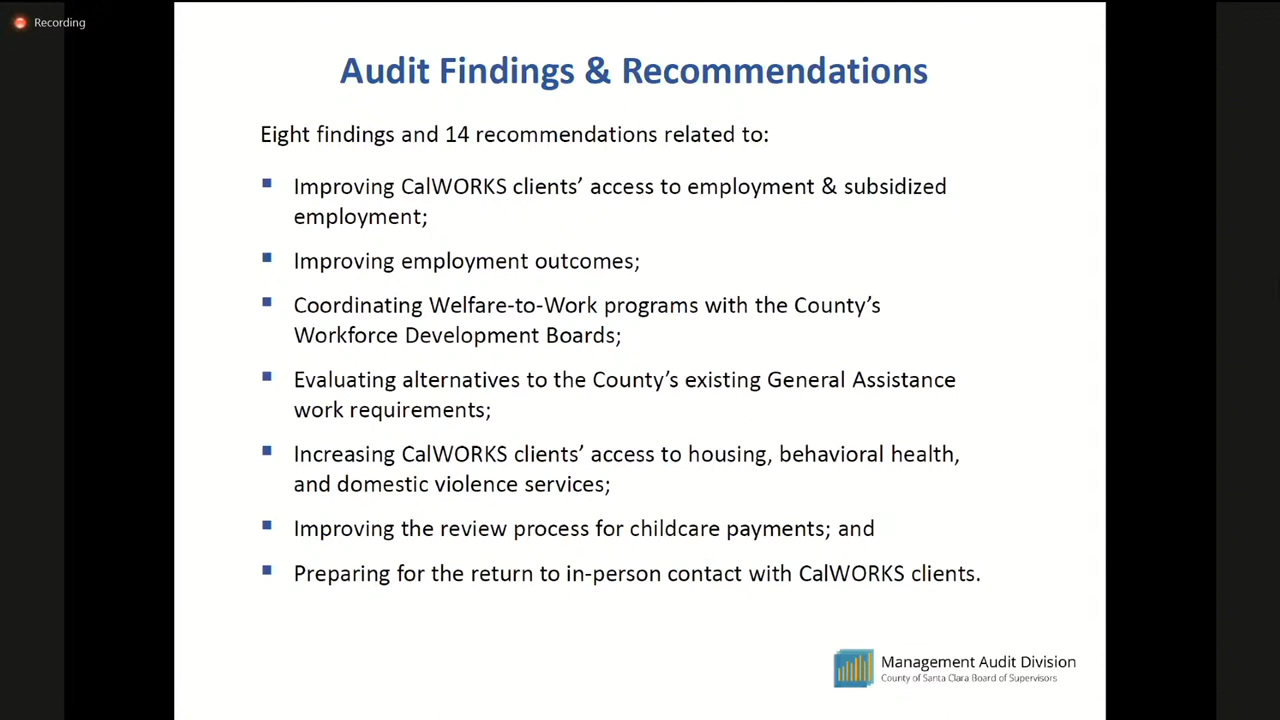 Recording
Audit Findings & Recommendations
Eight findings and 14 recommendations related to:
Improving CalWORKS clients’ access to employment & subsidized
employment;
Improving employment outcomes;
Coordinating Welfare-to-Work programs with the County’s
Workforce Development Boards;
Evaluating alternatives to the County’s existing General Assistance
work requirements;
Increasing CalWORKS clients’ access to housing, behavioral health,
and domestic violence services;
Improving the review process for childcare payments; and
Preparing for the return to in-person contact with CalWORKS clients.
Management Audit Division
County of Santa Clara Board of Supervisors